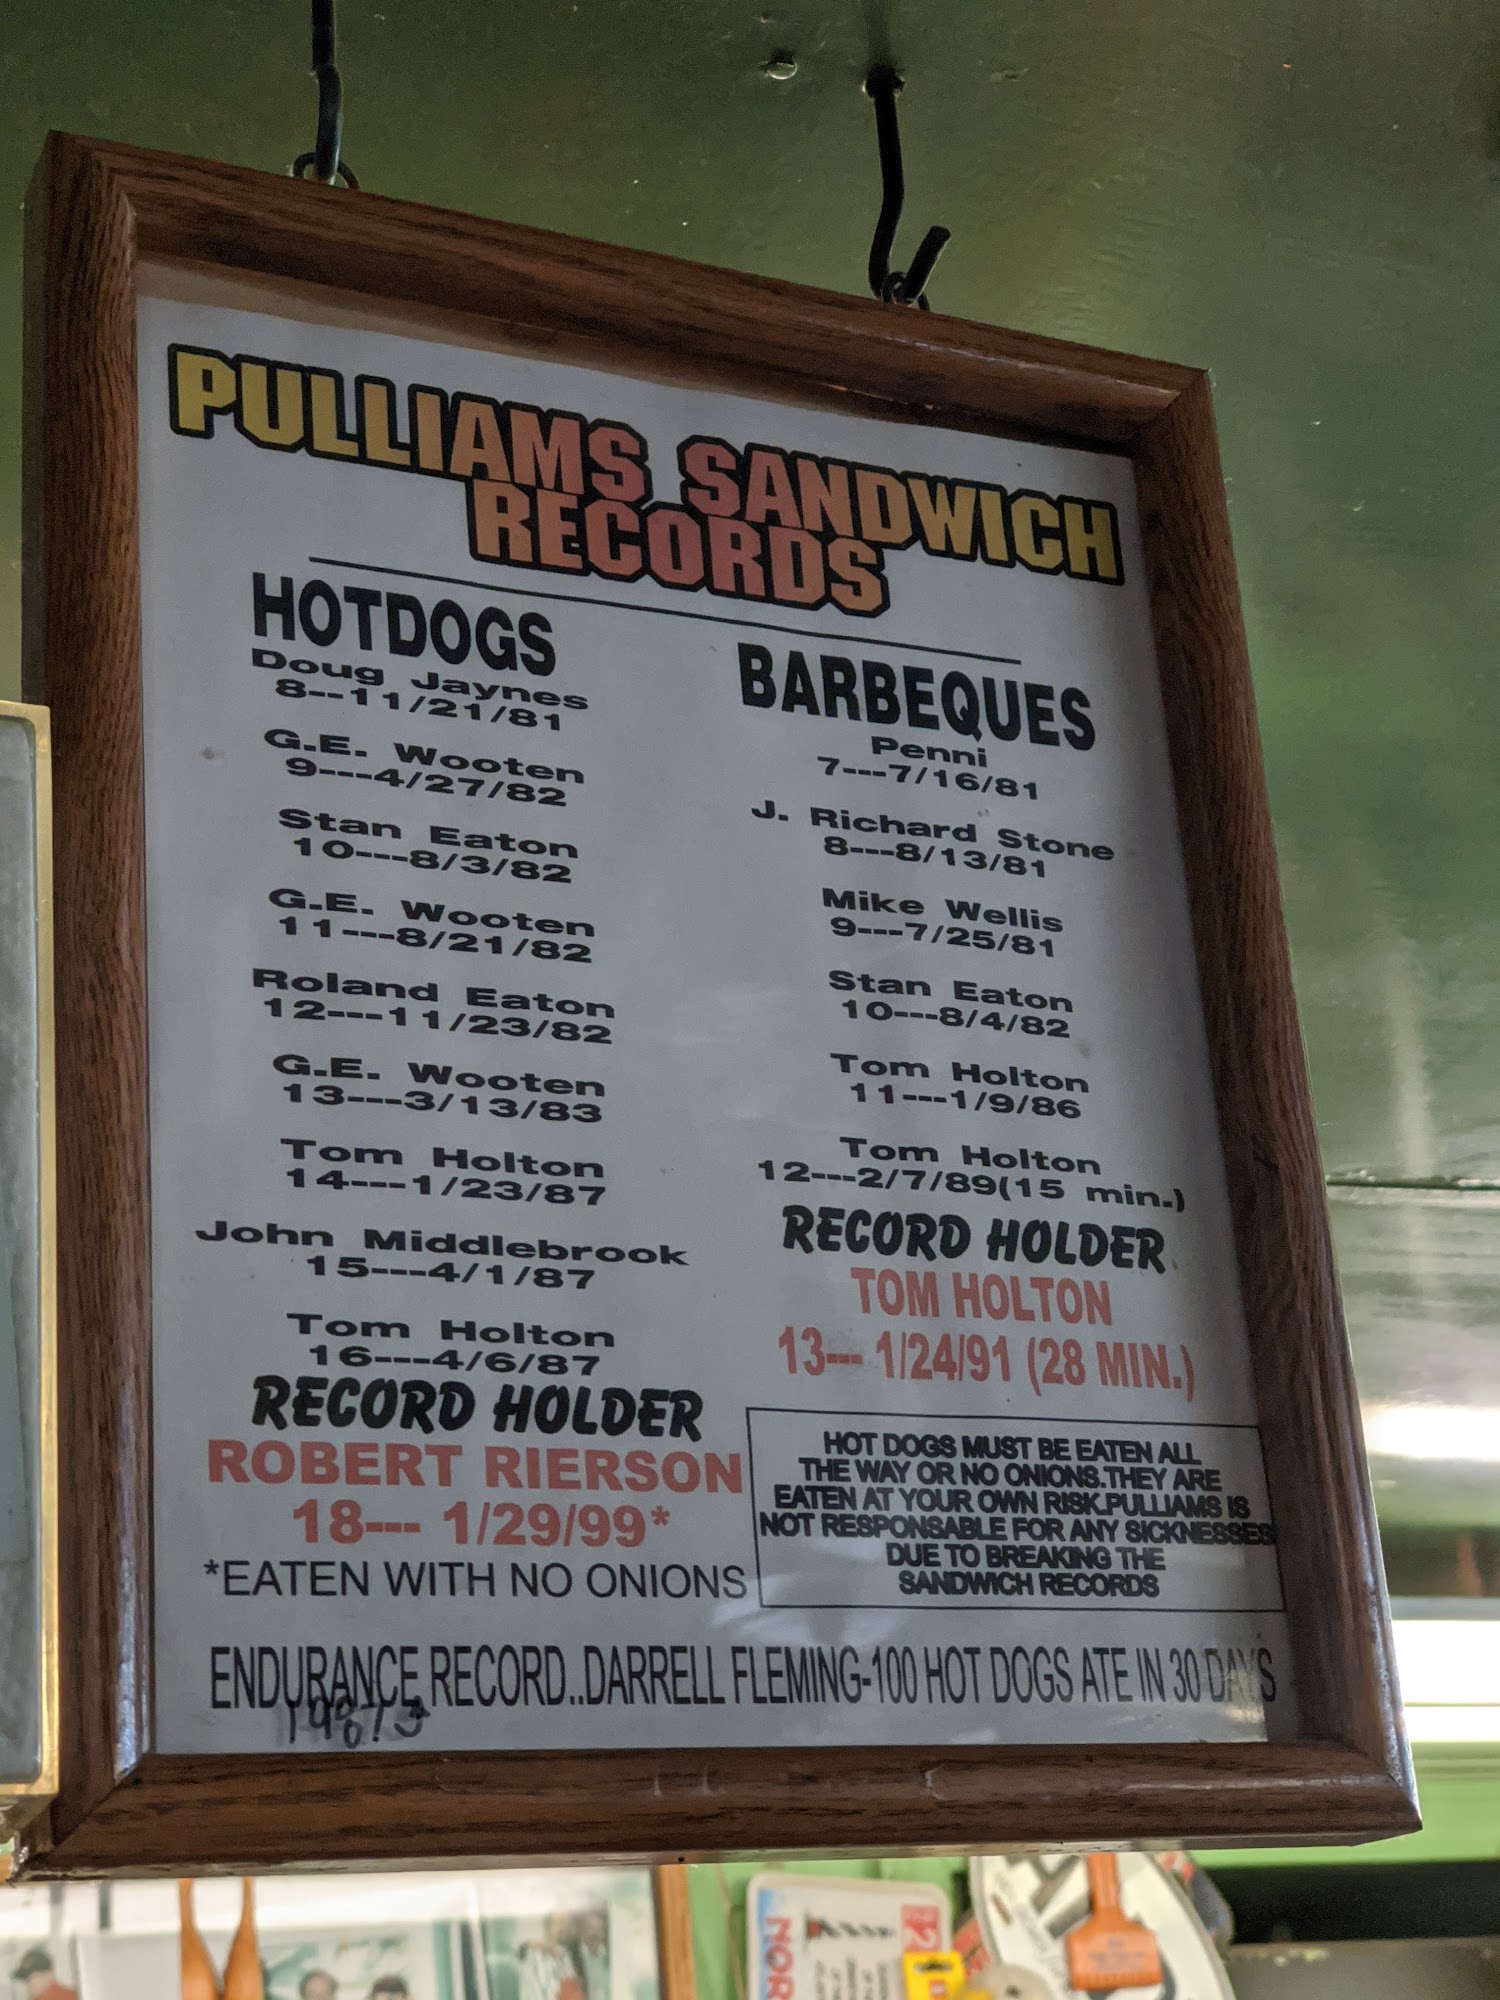 PULLIAMS SANDWICH
RECORDS
HOTDOGS
Doug Jaynes
8--11/21/81
G.E. Wooten
9---4/27/82
Stan Eaton
10---8/3/82
G.E. Wooten
11---8/21/82
Roland Eaton
12---11/23/82
G.E. Wooten
13---3/13/83
Tom Holton
14---1/23/87
John Middlebrook
15---4/1/87
Tom Holton
16---4/6/87
RECORD HOLDER
ROBERT RIERSON
18--- 1/29/99*
*EATEN WITH NO ONIONS
BARBEQUES
Penni
7---7/16/81
J. Richard Stone
8---8/13/81
Mike Wellis
9---7/25/81
Stan Eaton
10---8/4/82
Tom Holton
11---1/9/86
Tom Holton
12---2/7/89(15 min.)
RECORD HOLDER
TOM HOLTON
13--- 1/24/91 (28 MIN.)
HOT DOGS MUST BE EATEN ALL
THE WAY OR NO ONIONS.THEY ARE
EATEN AT YOUR OWN RISK.PULLIAMS IS
NOT RESPONSABLE FOR ANY SICKNESSES
DUE TO BREAKING THE
SANDWICH RECORDS
ENDURANCE RECORD..DARRELL FLEMING-100 HOT DOGS ATE IN 30 DAYS